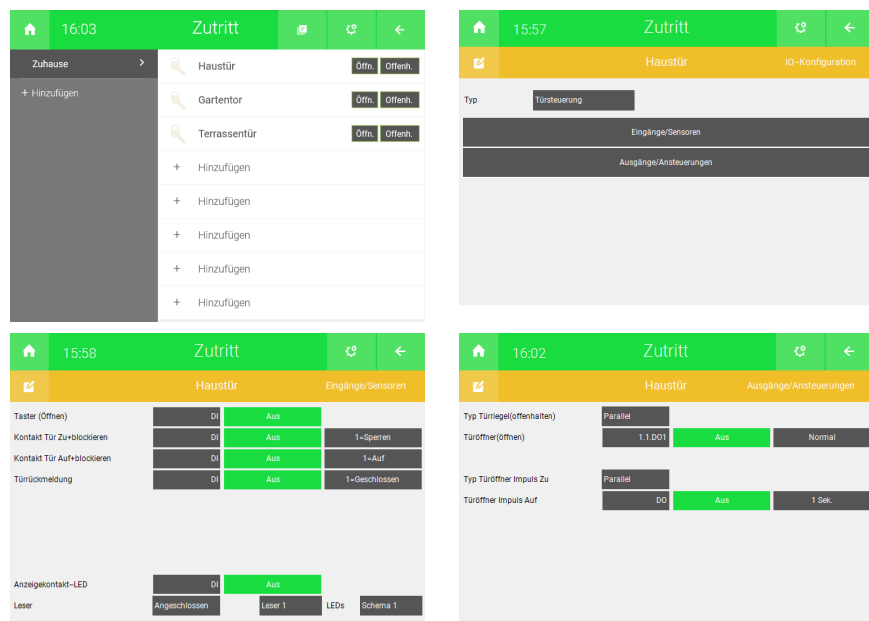 16:03 Zutritt
Zuhause
+ Hinzufügen
Haustür Öffn. Offenh.
Gartentor Öffn. Offenh.
Terrassentür Öffn. Offenh.
+ Hinzufügen
+ Hinzufügen
+ Hinzufügen
+ Hinzufügen
+ Hinzufügen
15:57 Zutritt
Haustür IO-Konfiguration
Typ Türsteuerung
Eingänge/Sensoren
Ausgänge/Ansteuerungen
15:58 Zutritt
Haustür Eingänge/Sensoren
Taster (Öffnen) DI Aus
Kontakt Tür Zu+blockieren DI Aus 1=Sperren
Kontakt Tür Auf+blockieren DI Aus 1=Auf
Türrückmeldung DI Aus 1=Geschlossen
Anzeigekontakt-LED DI Aus
Leser Angeschlossen Leser 1 LEDs Schema 1
16:02 Zutritt
Haustür Ausgänge/Ansteuerungen
Typ Türriegel(offenhalten) Parallel
Türöffner(öffnen) 1.1.DO1 Aus Normal
Typ Türöffner Impuls Zu Parallel
Türöffner Impuls Auf DO Aus 1 Sek.